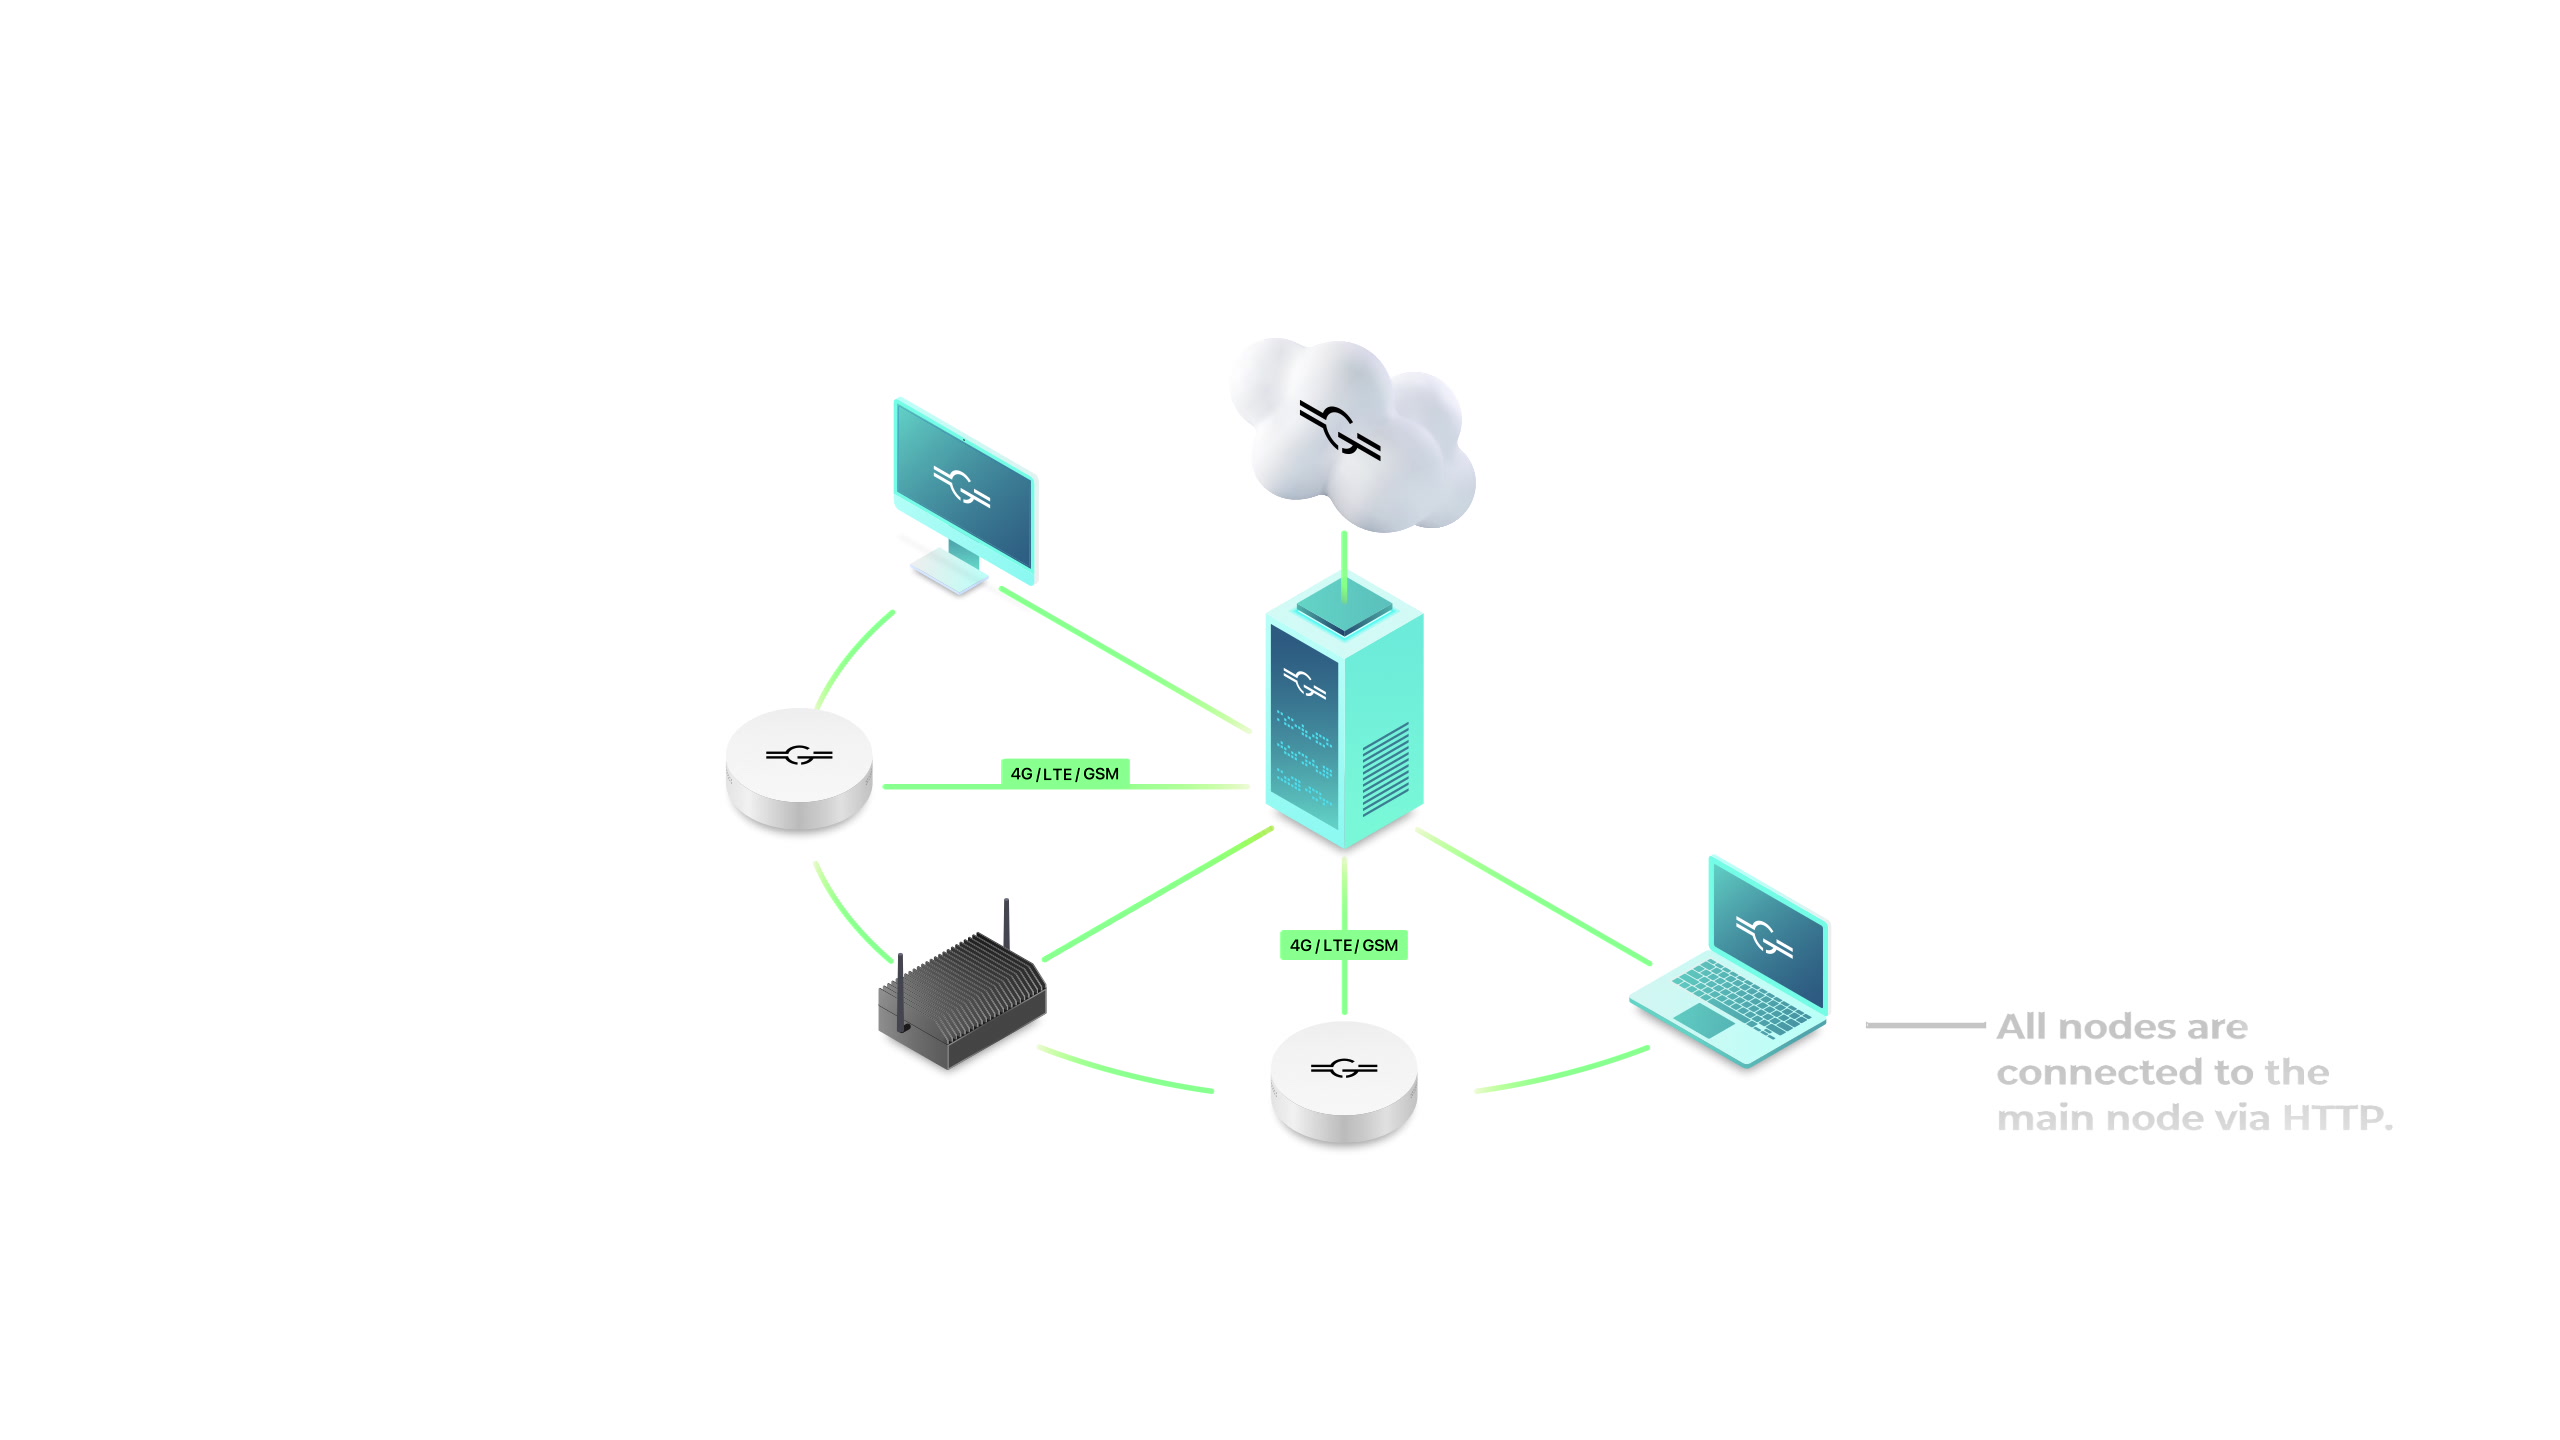 4G / LTE / GSM
4G / LTE / GSM
All nodes are
connected to the
main node via HTTP.